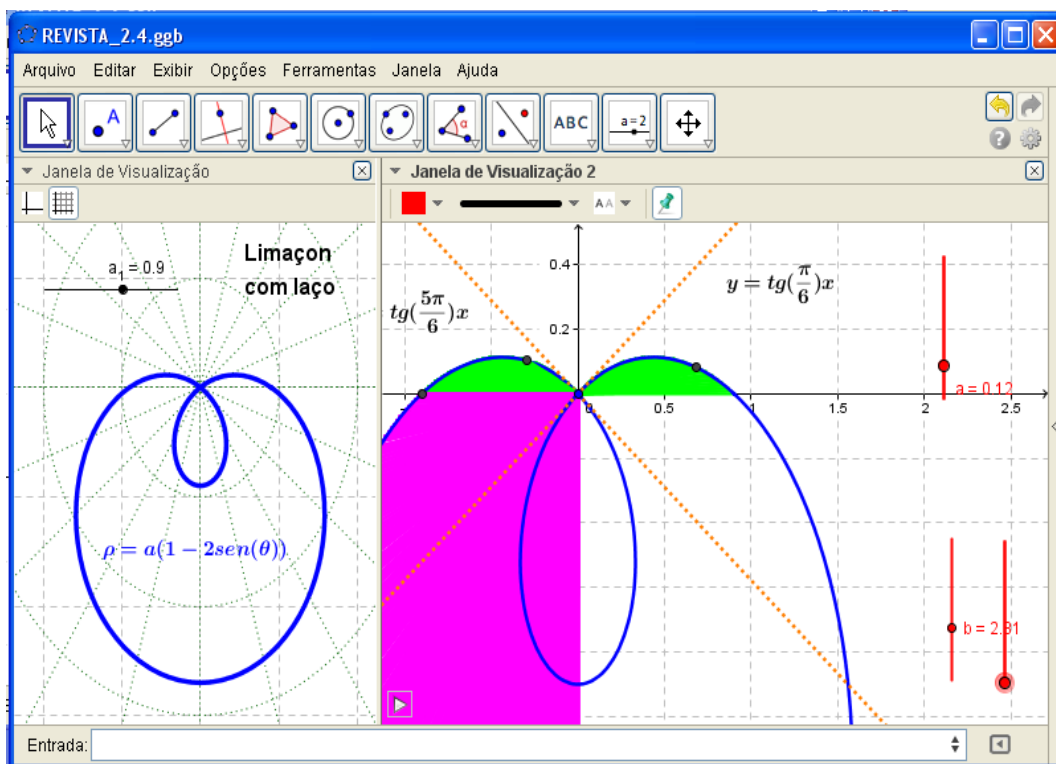 REVISTA_2.4.ggb
Arquivo Editar Exibir Opções Ferramentas Janela Ajuda
A
α
ABC
a=2
Janela de Visualização
Janela de Visualização 2
AA
a₁ = 0.9
Limaçon
com laço
ρ = a(1 − 2sen(θ))
tg(5π/6)x
y = tg(π/6)x
0.4
0.2
0
0.5
1
1.5
2
2.5
a = 0.12
b = 2.91
Entrada: